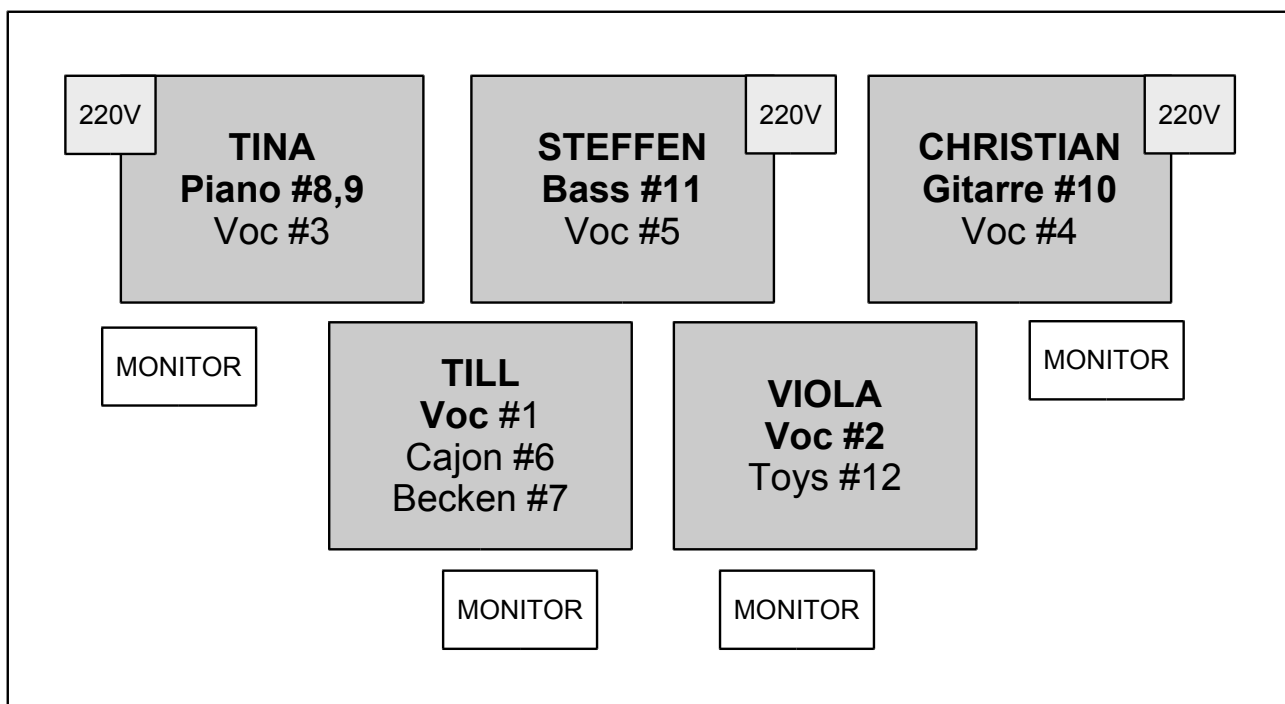 220V
TINA
Piano #8,9
Voc #3
STEFFEN
Bass #11
Voc #5
220V
CHRISTIAN
Gitarre #10
Voc #4
220V
MONITOR
TILL
Voc #1
Cajon #6
Becken #7
VIOLA
Voc #2
Toys #12
MONITOR
MONITOR
MONITOR